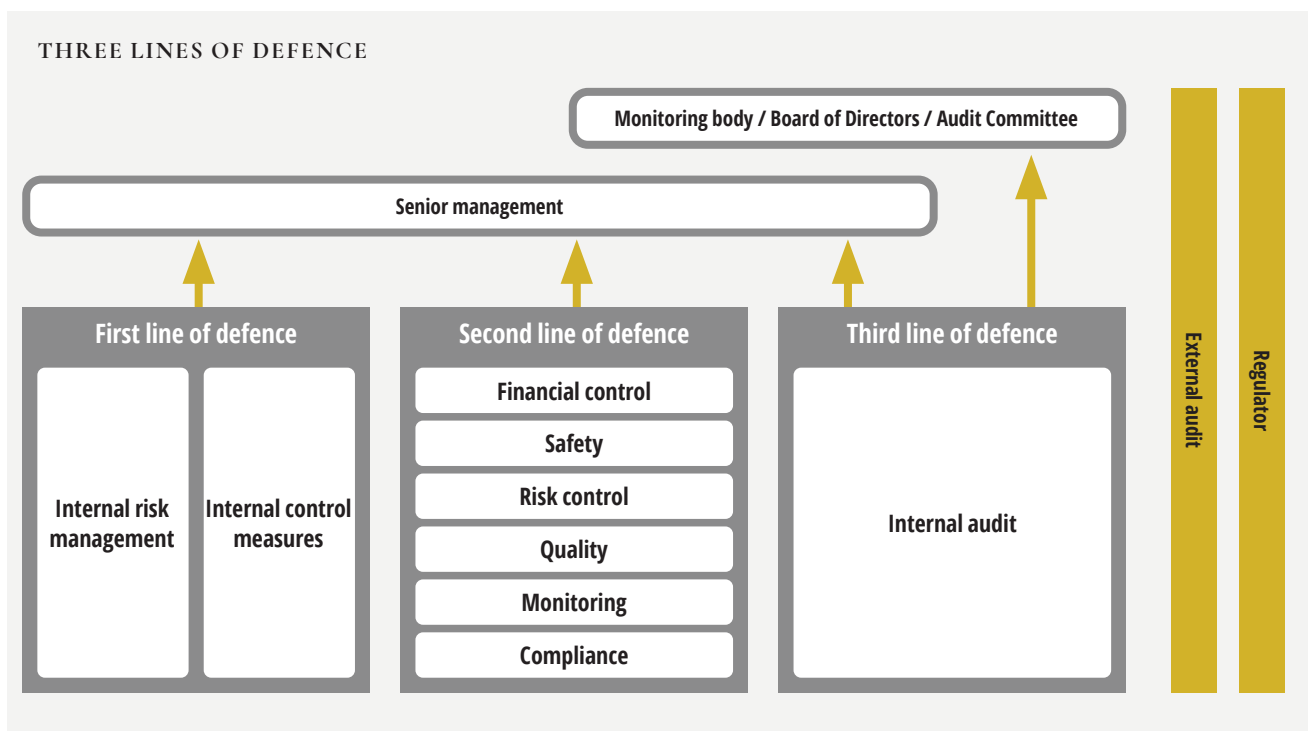 THREE LINES OF DEFENCE
Monitoring body / Board of Directors / Audit Committee
Senior management
First line of defence
Internal risk
management
Internal control
measures
Second line of defence
Financial control
Safety
Risk control
Quality
Monitoring
Compliance
Third line of defence
Internal audit
External audit
Regulator